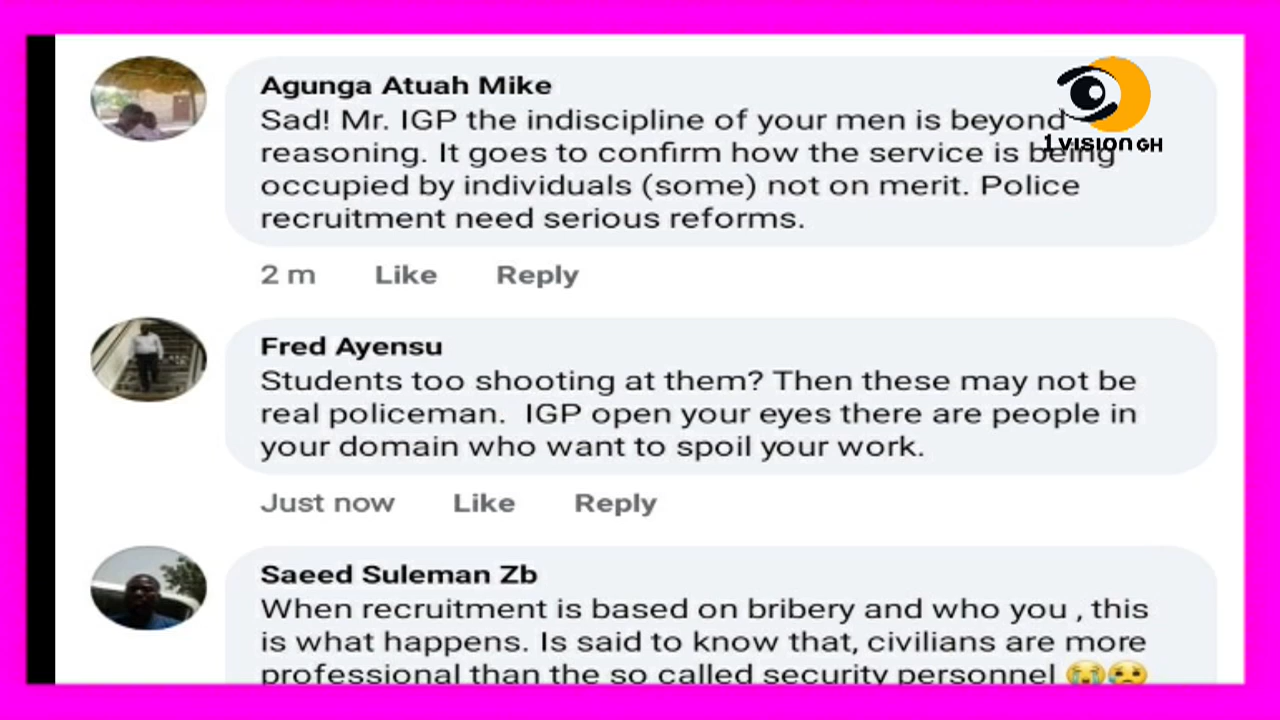 Agunga Atuah Mike
Sad! Mr. IGP the indiscipline of your men is beyond
reasoning. It goes to confirm how the service is being
occupied by individuals (some) not on merit. Police
recruitment need serious reforms.
1VISION GH
2 m Like Reply
Fred Ayensu
Students too shooting at them? Then these may not be
real policeman. IGP open your eyes there are people in
your domain who want to spoil your work.
Just now Like Reply
Saeed Suleman Zb
When recruitment is based on bribery and who you , this
is what happens. Is said to know that, civilians are more
professional than the so called security personnel 😭😢